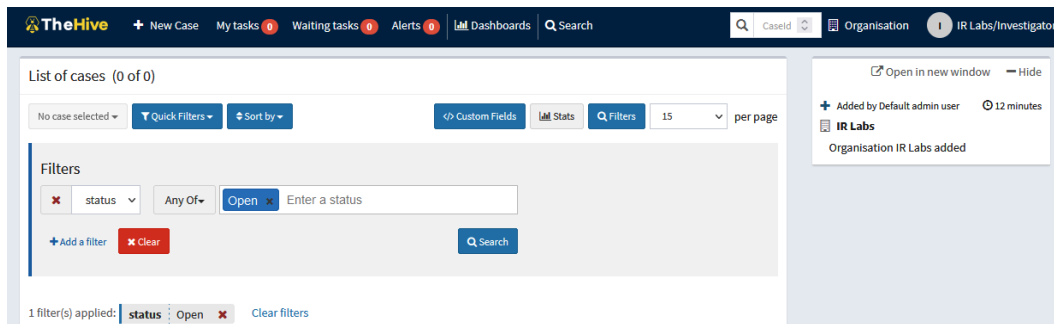 TheHive + New Case My tasks 0 Waiting tasks 0 Alerts 0 Dashboards Search CaseId Organisation I IR Labs/Investigator
List of cases (0 of 0)
No case selected Quick Filters Sort by </> Custom Fields Stats Filters 15 per page
Filters
status Any Of Open x Enter a status
+ Add a filter x Clear Search
1 filter(s) applied: status Open x Clear filters
Open in new window Hide
+ Added by Default admin user 12 minutes
IR Labs
Organisation IR Labs added